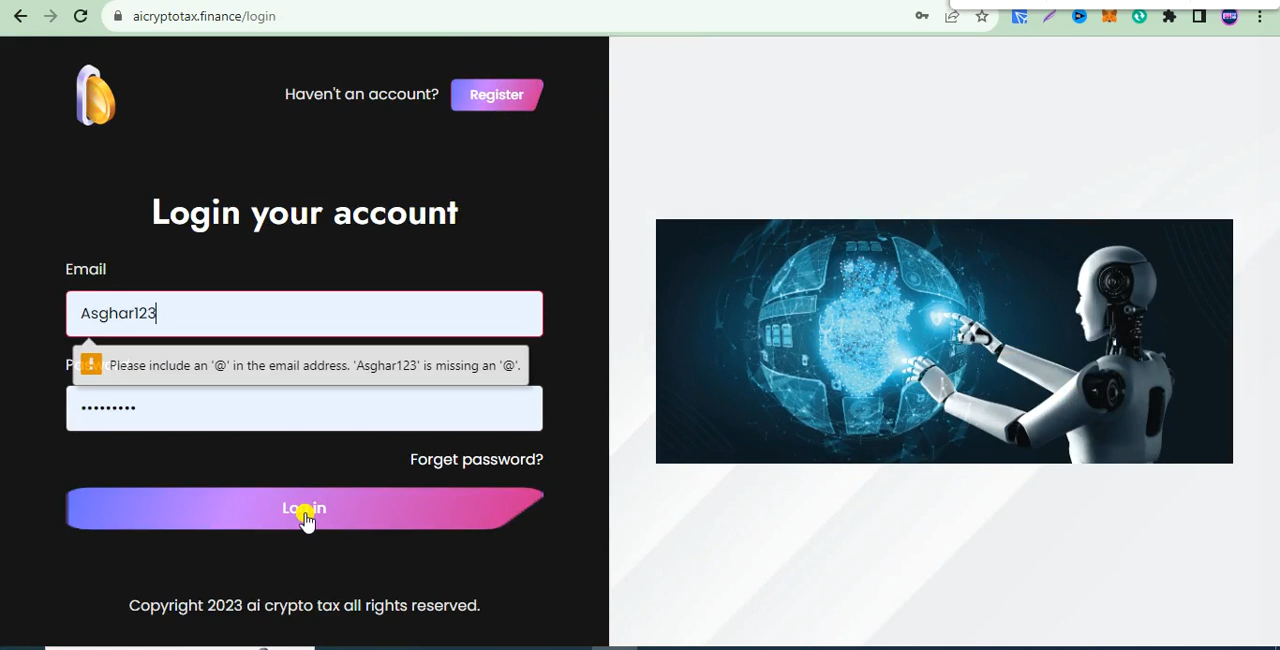 aicryptotax.finance/login
Haven't an account?
Register
Login your account
Email
Asghar123
Please include an '@' in the email address. 'Asghar123' is missing an '@'.
•••••••••
Forget password?
Copyright 2023 ai crypto tax all rights reserved.